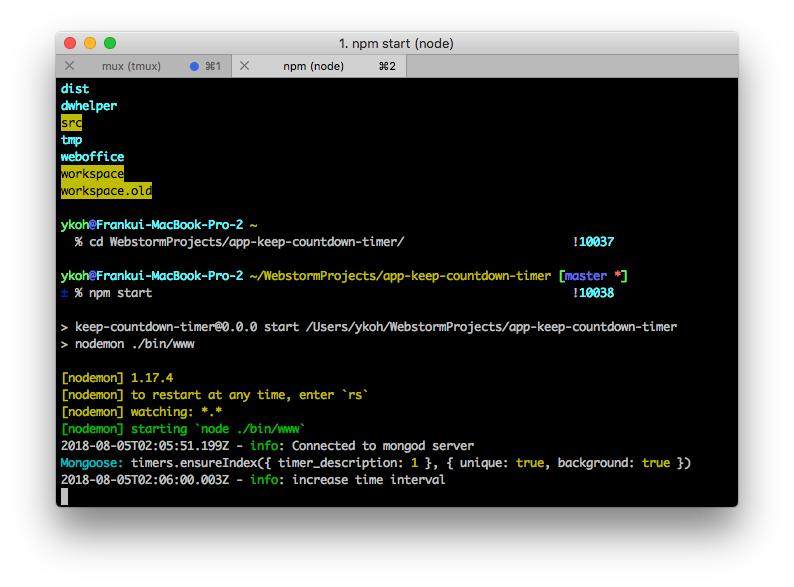 1. npm start (node)
mux (tmux) ⌘1 npm (node) ⌘2
dist
dwhelper
src
tmp
weboffice
workspace
workspace.old
ykoh@Frankui-MacBook-Pro-2 ~
% cd WebstormProjects/app-keep-countdown-timer/ !10037
ykoh@Frankui-MacBook-Pro-2 ~/WebstormProjects/app-keep-countdown-timer [master *]
± % npm start !10038
> keep-countdown-timer@0.0.0 start /Users/ykoh/WebstormProjects/app-keep-countdown-timer
> nodemon ./bin/www
[nodemon] 1.17.4
[nodemon] to restart at any time, enter `rs`
[nodemon] watching: *.*
[nodemon] starting `node ./bin/www`
2018-08-05T02:05:51.199Z - info: Connected to mongod server
Mongoose: timers.ensureIndex({ timer_description: 1 }, { unique: true, background: true })
2018-08-05T02:06:00.003Z - info: increase time interval